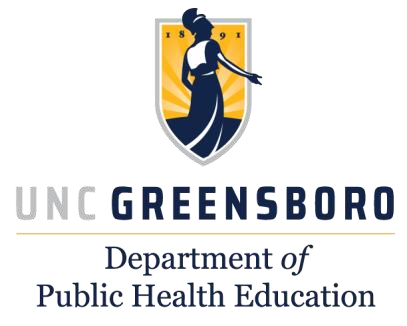 1891
UNC GREENSBORO
Department of
Public Health Education